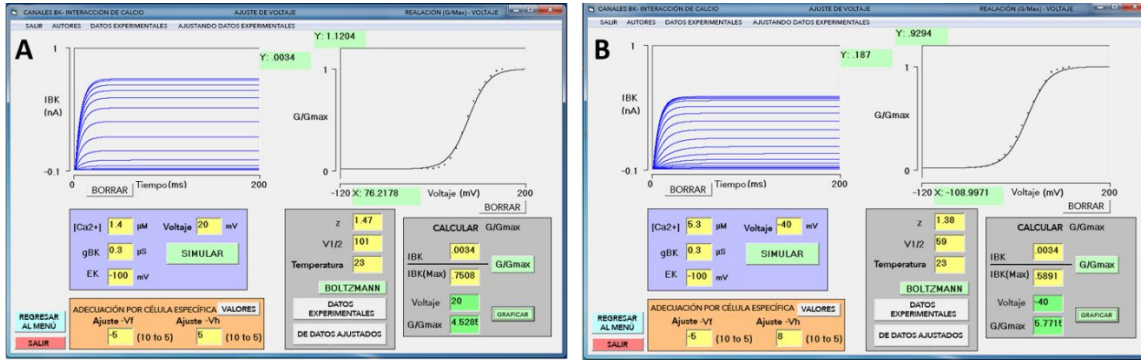 CANALES BK- INTERACCIÓN DE CALCIO AJUSTE DE VOLTAJE REALACIÓN (G/Max) - VOLTAJE
SALIR AUTORES DATOS EXPERIMENTALES AJUSTANDO DATOS EXPERIMENTALES
A
Y: 1.1204
Y: .0034
1
IBK
(nA)
-0.1
0
Tiempo(ms)
200
BORRAR
1
G/Gmax
0
-120
X: 76.2178
Voltaje (mV)
200
BORRAR
[Ca2+] 1.4 µM Voltaje 20 mV
gBK 0.3 µS
SIMULAR
EK -100 mV
z 1.47
V1/2 101
Temperatura 23
BOLTZMANN
DATOS
EXPERIMENTALES
DE DATOS AJUSTADOS
CALCULAR G/Gmax
IBK .0034
IBK(Max) .7508
G/Gmax
Voltaje 20
GRAFICAR
G/Gmax 4.5285
REGRESAR
AL MENÚ
SALIR
ADECUACIÓN POR CÉLULA ESPECÍFICA VALORES
Ajuste -Vf Ajuste -Vh
-5 (10 to 5) 5 (10 to 5)
CANALES BK- INTERACCIÓN DE CALCIO AJUSTE DE VOLTAJE REALACIÓN (G/Max) - VOLTAJE
SALIR AUTORES DATOS EXPERIMENTALES AJUSTANDO DATOS EXPERIMENTALES
B
Y: .9294
Y: .187
1
IBK
(nA)
-0.1
0
Tiempo(ms)
200
BORRAR
1
G/Gmax
0
-120
X: -108.9971
Voltaje (mV)
200
BORRAR
[Ca2+] 5.3 µM Voltaje -40 mV
gBK 0.3 µS
SIMULAR
EK -100 mV
z 1.38
V1/2 59
Temperatura 23
BOLTZMANN
DATOS
EXPERIMENTALES
DE DATOS AJUSTADOS
CALCULAR G/Gmax
IBK .0034
IBK(Max) .5891
G/Gmax
Voltaje -40
GRAFICAR
G/Gmax 5.7715
REGRESAR
AL MENÚ
SALIR
ADECUACIÓN POR CÉLULA ESPECÍFICA VALORES
Ajuste -Vf Ajuste -Vh
-5 (10 to 5) 8 (10 to 5)